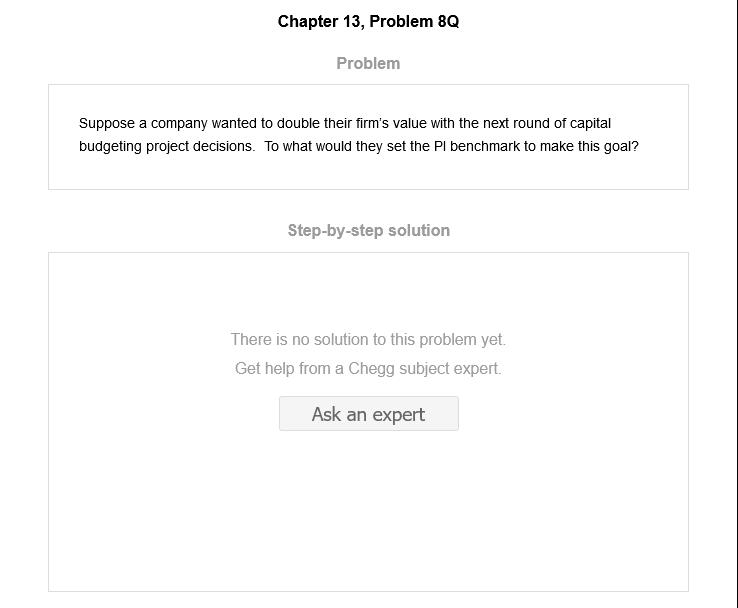 Chapter 13, Problem 8Q
Problem
Suppose a company wanted to double their firm's value with the next round of capital
budgeting project decisions.  To what would they set the PI benchmark to make this goal?
Step-by-step solution
There is no solution to this problem yet.
Get help from a Chegg subject expert.
Ask an expert